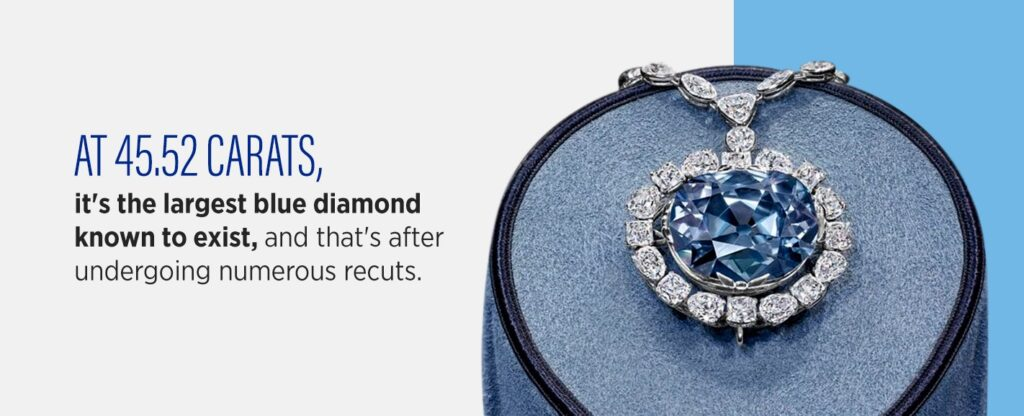 AT 45.52 CARATS,
it's the largest blue diamond
known to exist, and that's after
undergoing numerous recuts.